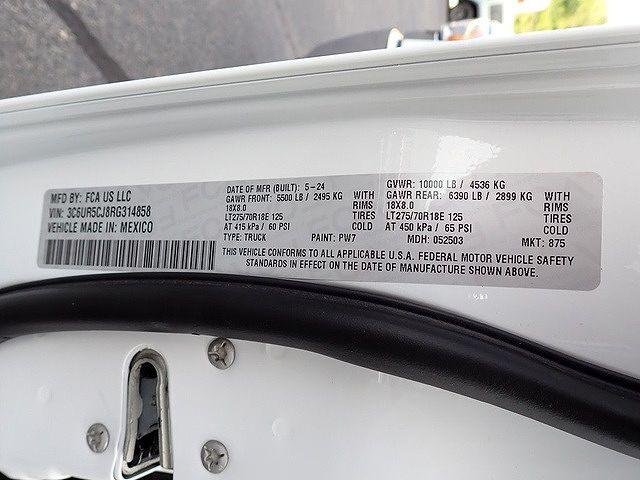 MFD BY: FCA US LLC
VIN: 3C6UR5CJ8RG314858
VEHICLE MADE IN: MEXICO
DATE OF MFR (BUILT): 5-24
GAWR FRONT: 5500 LB / 2495 KG WITH
18X8.0 RIMS
LT275/70R18E 125 TIRES
AT 415 kPa / 60 PSI COLD
TYPE: TRUCK PAINT: PW7
GVWR: 10000 LB / 4536 KG
GAWR REAR: 6390 LB / 2899 KG WITH
18X8.0 RIMS
LT275/70R18E 125 TIRES
AT 450 kPa / 65 PSI COLD
MDH: 052503 MKT: 875
THIS VEHICLE CONFORMS TO ALL APPLICABLE U.S.A. FEDERAL MOTOR VEHICLE SAFETY
STANDARDS IN EFFECT ON THE DATE OF MANUFACTURE SHOWN ABOVE.